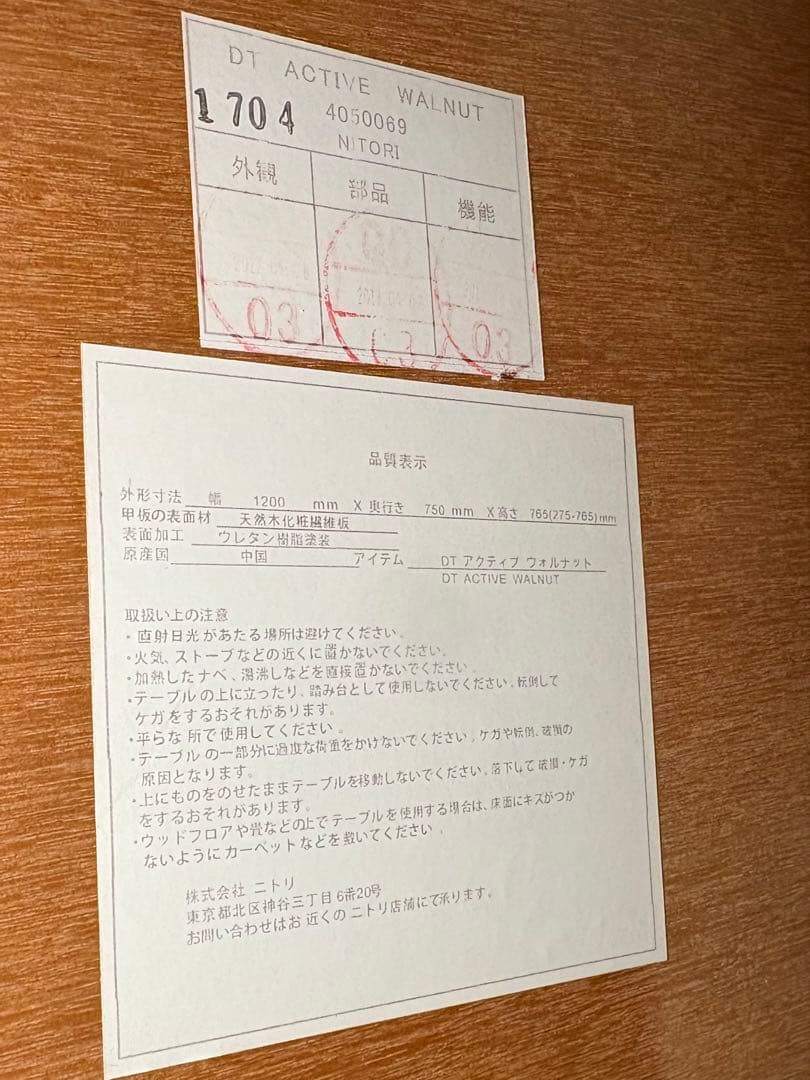 DT ACTIVE WALNUT
1704 4050069
NITORI
外観 部品 機能
03 03
品質表示
外形寸法 幅 1200 mm X 奥行き 750 mm X 高さ 765(275-765)mm
甲板の表面材 天然木化粧繊維板
表面加工 ウレタン樹脂塗装
原産国 中国 アイテム DT アクティブ ウォルナット
DT ACTIVE WALNUT
取扱い上の注意
・直射日光があたる場所は避けてください。
・火気、ストーブなどの近くに置かないでください。
・加熱したナベ、湯沸しなどを直接置かないでください。
・テーブルの上に立ったり、踏み台として使用しないでください。転倒して
ケガをするおそれがあります。
・平らな所で使用してください。
・テーブルの一部分に過度な荷重をかけないでください。ケガや転倒、破損の
原因となります。
・上にものをのせたままテーブルを移動しないでください。落下して破損・ケガ
をするおそれがあります。
・ウッドフロアや畳などの上でテーブルを使用する場合は、床面にキズがつか
ないようにカーペットなどを敷いてください。
株式会社 ニトリ
東京都北区神谷三丁目6番20号
お問い合わせはお近くのニトリ店舗にて承ります。